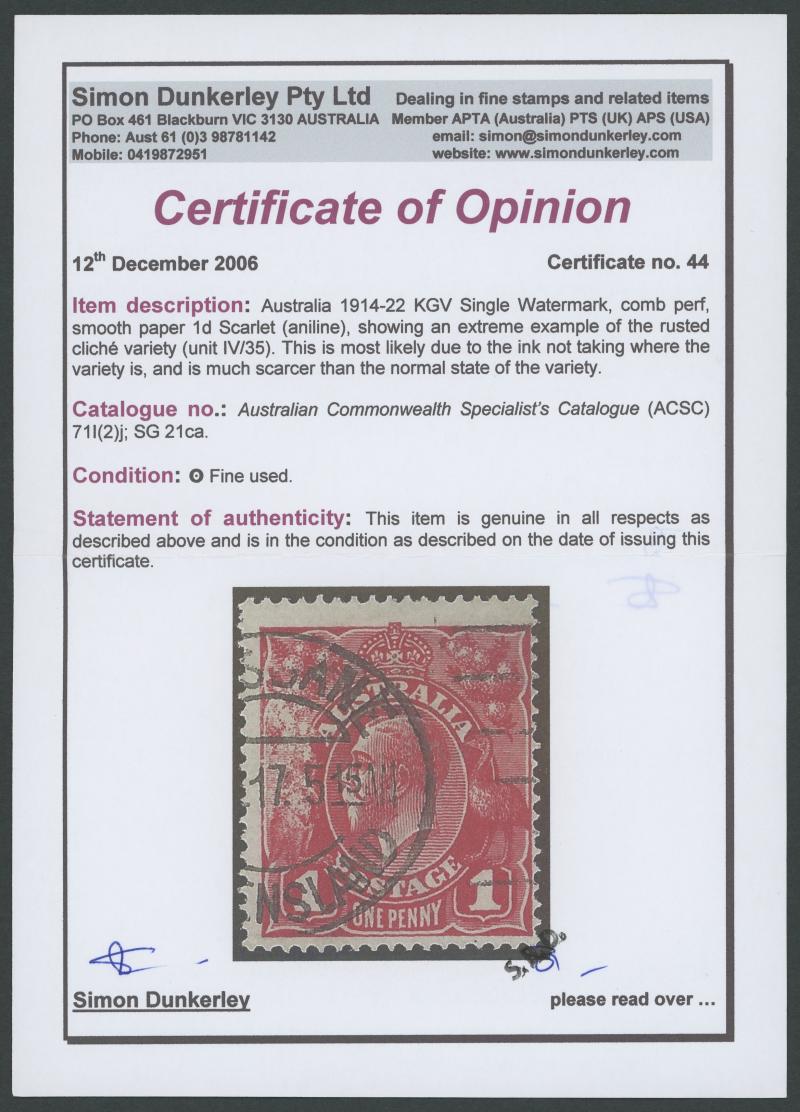 Simon Dunkerley Pty Ltd Dealing in fine stamps and related items
PO Box 461 Blackburn VIC 3130 AUSTRALIA Member APTA (Australia) PTS (UK) APS (USA)
Phone: Aust 61 (0)3 98781142 email: simon@simondunkerley.com
Mobile: 0419872951 website: www.simondunkerley.com
Certificate of Opinion
12th December 2006 Certificate no. 44
Item description: Australia 1914-22 KGV Single Watermark, comb perf,
smooth paper 1d Scarlet (aniline), showing an extreme example of the rusted
cliché variety (unit IV/35). This is most likely due to the ink not taking where the
variety is, and is much scarcer than the normal state of the variety.
Catalogue no.: Australian Commonwealth Specialist's Catalogue (ACSC)
71I(2)j; SG 21ca.
Condition: ʘ Fine used.
Statement of authenticity: This item is genuine in all respects as
described above and is in the condition as described on the date of issuing this
certificate.
AUSTRALIA
POSTAGE
1 ONE PENNY 1
S.A.D.
Simon Dunkerley please read over ...